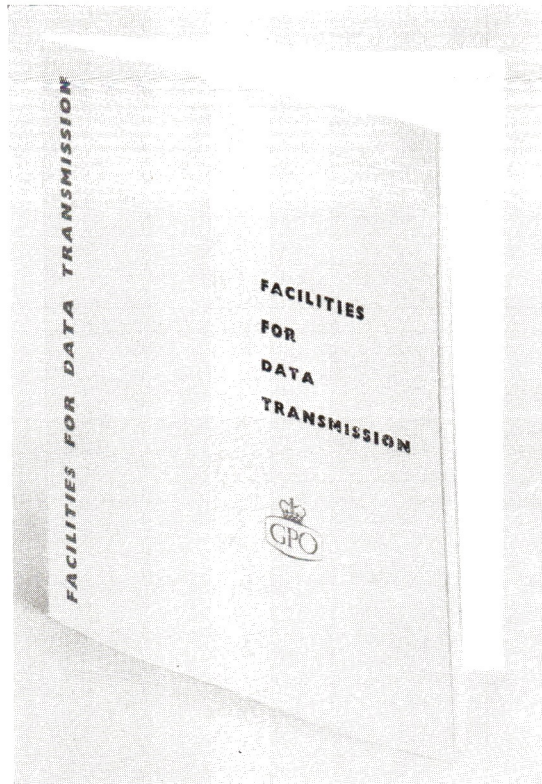 FACILITIES FOR DATA TRANSMISSION
FACILITIES
FOR
DATA
TRANSMISSION
GPO